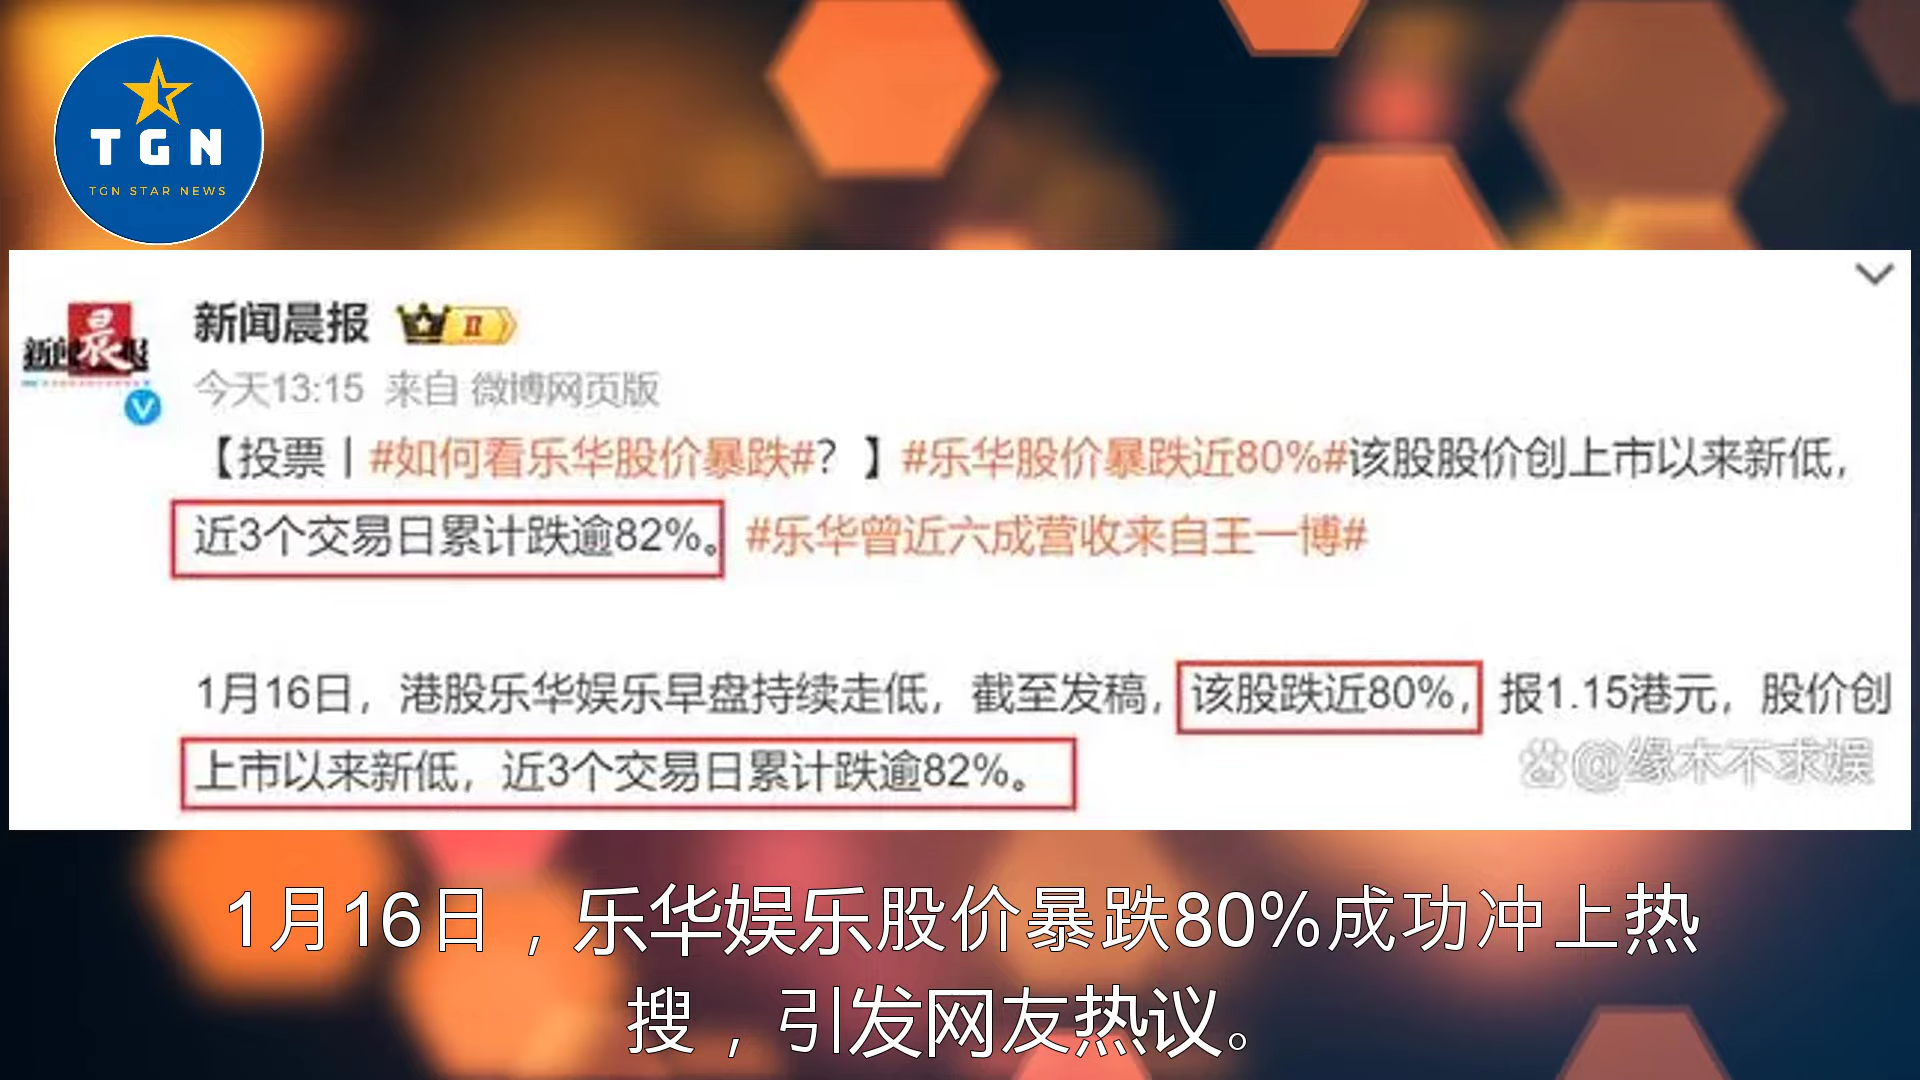 TGN
TGN STAR NEWS
新闻晨报 II
今天13:15 来自 微博网页版
【投票丨#如何看乐华股价暴跌#？】#乐华股价暴跌近80%#该股股价创上市以来新低，
近3个交易日累计跌逾82%。#乐华曾近六成营收来自王一博#
1月16日，港股乐华娱乐早盘持续走低，截至发稿，该股跌近80%，报1.15港元，股价创
上市以来新低，近3个交易日累计跌逾82%。
@缘木不求娱
1月16日，乐华娱乐股价暴跌80%成功冲上热
搜，引发网友热议。